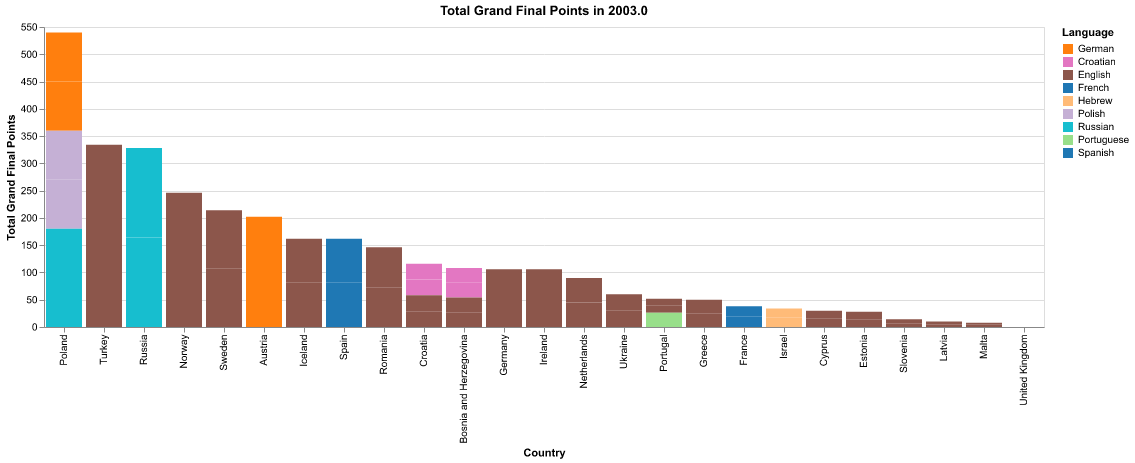 Total Grand Final Points in 2003.0
Total Grand Final Points
550
500
450
400
350
300
250
200
150
100
50
0
Poland
Turkey
Russia
Norway
Sweden
Austria
Iceland
Spain
Romania
Croatia
Bosnia and Herzegovina
Germany
Ireland
Netherlands
Ukraine
Portugal
Greece
France
Israel
Cyprus
Estonia
Slovenia
Latvia
Malta
United Kingdom
Country
Language
German
Croatian
English
French
Hebrew
Polish
Russian
Portuguese
Spanish